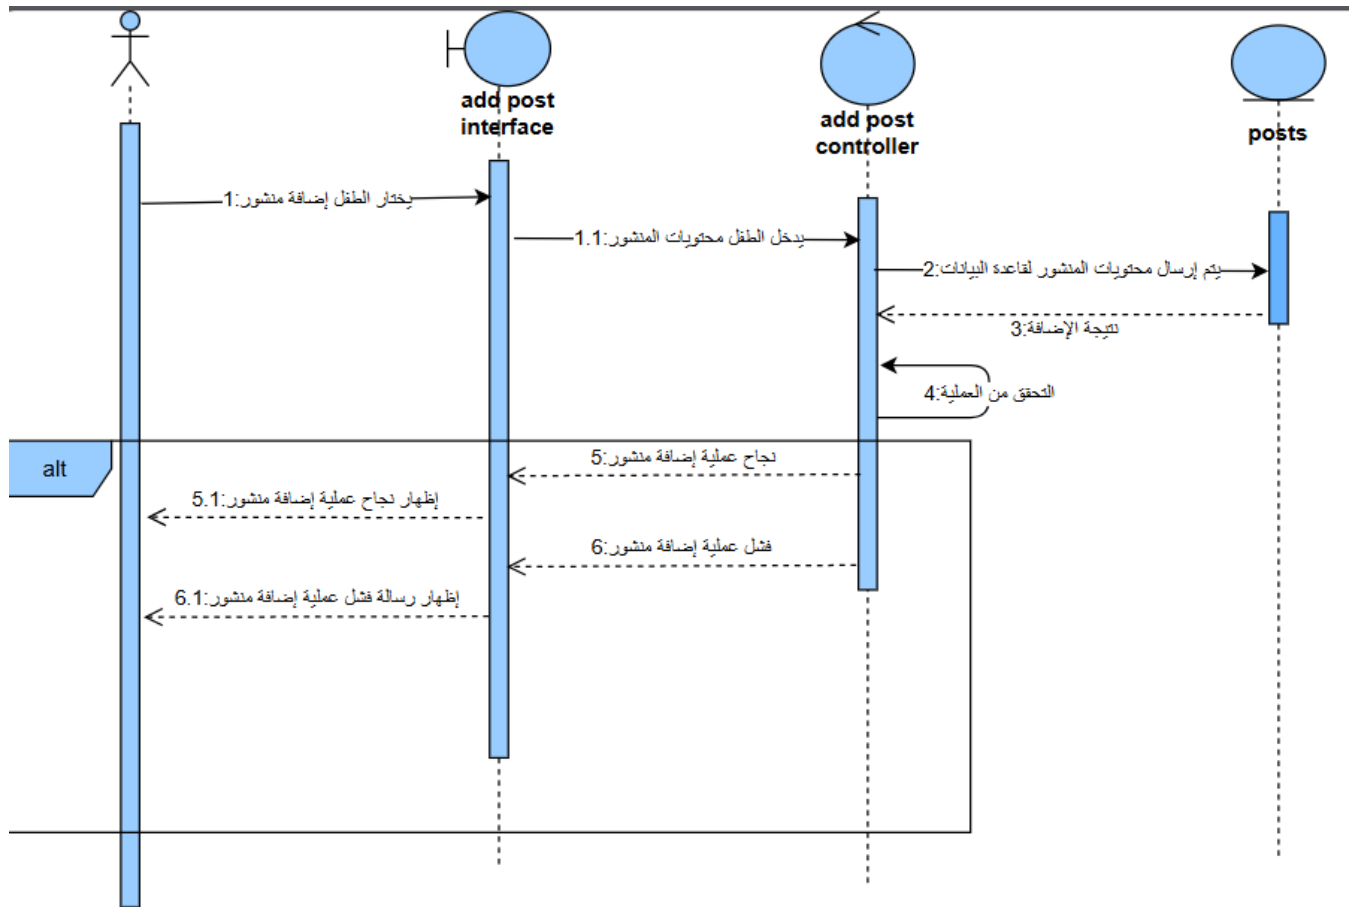 add post
interface
add post
controller
posts
1:يختار الطفل إضافة منشور
1.1:يدخل الطفل محتويات المنشور
2:يتم إرسال محتويات المنشور لقاعدة البيانات
3:نتيجة الإضافة
4:التحقق من العملية
alt
5:نجاح عملية إضافة منشور
5.1:إظهار نجاح عملية إضافة منشور
6:فشل عملية إضافة منشور
6.1:إظهار رسالة فشل عملية إضافة منشور